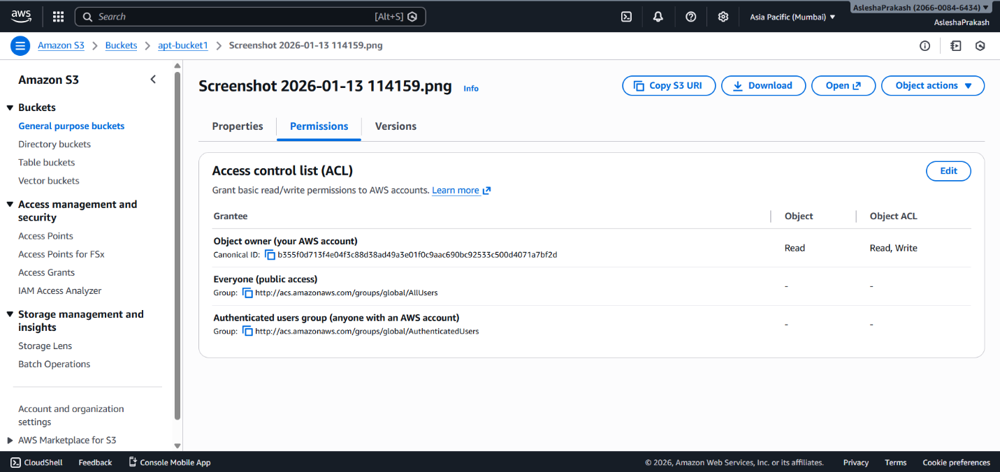 aws
Search [Alt+S]
Asia Pacific (Mumbai)
AsleshaPrakash (2066-0084-6434)
AsleshaPrakash
Amazon S3 > Buckets > apt-bucket1 > Screenshot 2026-01-13 114159.png
Amazon S3
Buckets
General purpose buckets
Directory buckets
Table buckets
Vector buckets
Access management and
security
Access Points
Access Points for FSx
Access Grants
IAM Access Analyzer
Storage management and
insights
Storage Lens
Batch Operations
Account and organization
settings
AWS Marketplace for S3
Screenshot 2026-01-13 114159.png Info
Copy S3 URI Download Open Object actions
Properties Permissions Versions
Access control list (ACL)
Edit
Grant basic read/write permissions to AWS accounts. Learn more
Grantee Object Object ACL
Object owner (your AWS account)
Canonical ID: b355f0d713f4e04f3c88d38ad49a3e01f0c9aac690bc92533c500d4071a7bf2d
Read Read, Write
Everyone (public access)
Group: http://acs.amazonaws.com/groups/global/AllUsers
- -
Authenticated users group (anyone with an AWS account)
Group: http://acs.amazonaws.com/groups/global/AuthenticatedUsers
- -
CloudShell Feedback Console Mobile App © 2026, Amazon Web Services, Inc. or its affiliates. Privacy Terms Cookie preferences